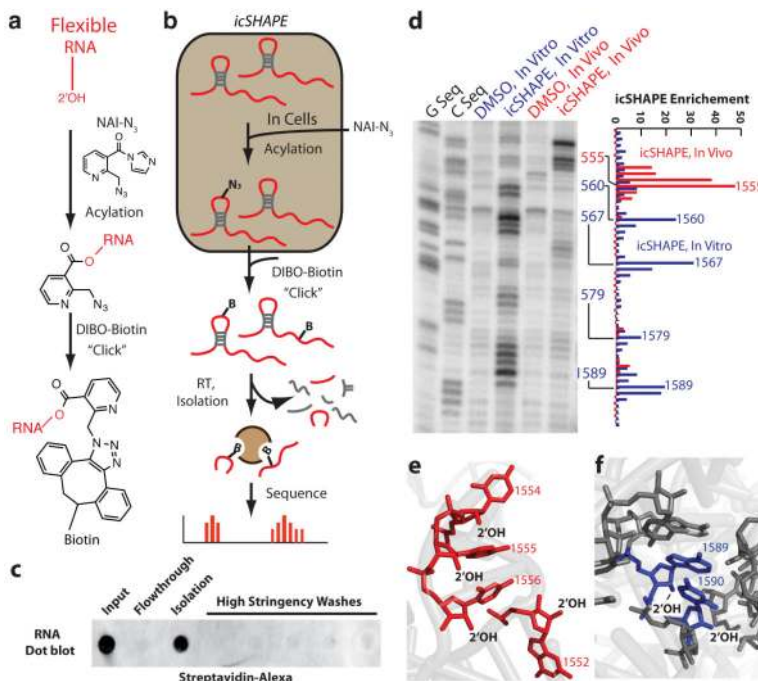 a
Flexible
RNA
2'OH
NAI-N3
N
O
N
N
N3
Acylation
O
O
RNA
N
N3
DIBO-Biotin
"Click"
O
RNA
O
N
N
N
N
Biotin
b
icSHAPE
In Cells
NAI-N3
Acylation
N3
DIBO-Biotin
"Click"
B
B
RT,
Isolation
B
B
Sequence
c
Input
Flowthrough
Isolation
High Stringency Washes
RNA
Dot blot
Streptavidin-Alexa
d
G Seq
C Seq
DMSO, In Vitro
icSHAPE, In Vitro
DMSO, In Vivo
icSHAPE, In Vivo
icSHAPE Enrichement
0 10 20 30 40 50
icSHAPE, In Vivo
555
1555
560
1560
567
icSHAPE, In Vitro
1567
579
1579
1589
1589
e
1554
2'OH
1555
2'OH
1556
2'OH
2'OH
1552
f
1589
1590
2'OH
2'OH